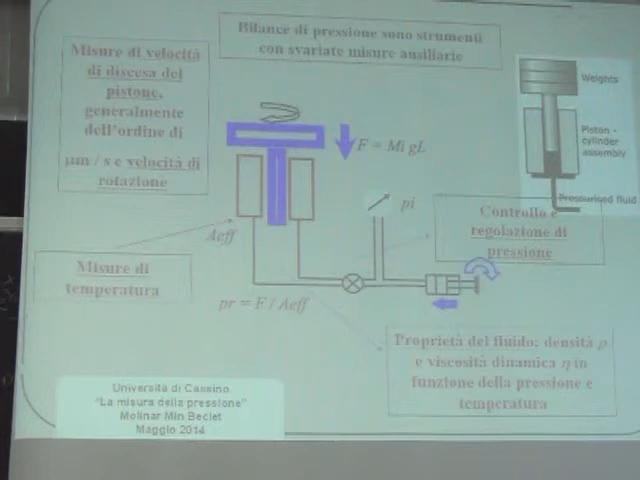 Bilance di pressione sono strumenti
con svariate misure ausiliarie
Misure di velocità
di discesa del
pistone,
generalmente
dell'ordine di
µm / s e velocità di
rotazione
Weights
Piston -
cylinder
assembly
Pressurised fluid
F = Mi gL
pi
Controllo e
regolazione di
pressione
Aeff
Misure di
temperatura
pr = F / Aeff
Proprietà del fluido: densità ρ
e viscosità dinamica η in
funzione della pressione e
temperatura
Università di Cassino
"La misura della pressione"
Molinar Min Beciet
Maggio 2014